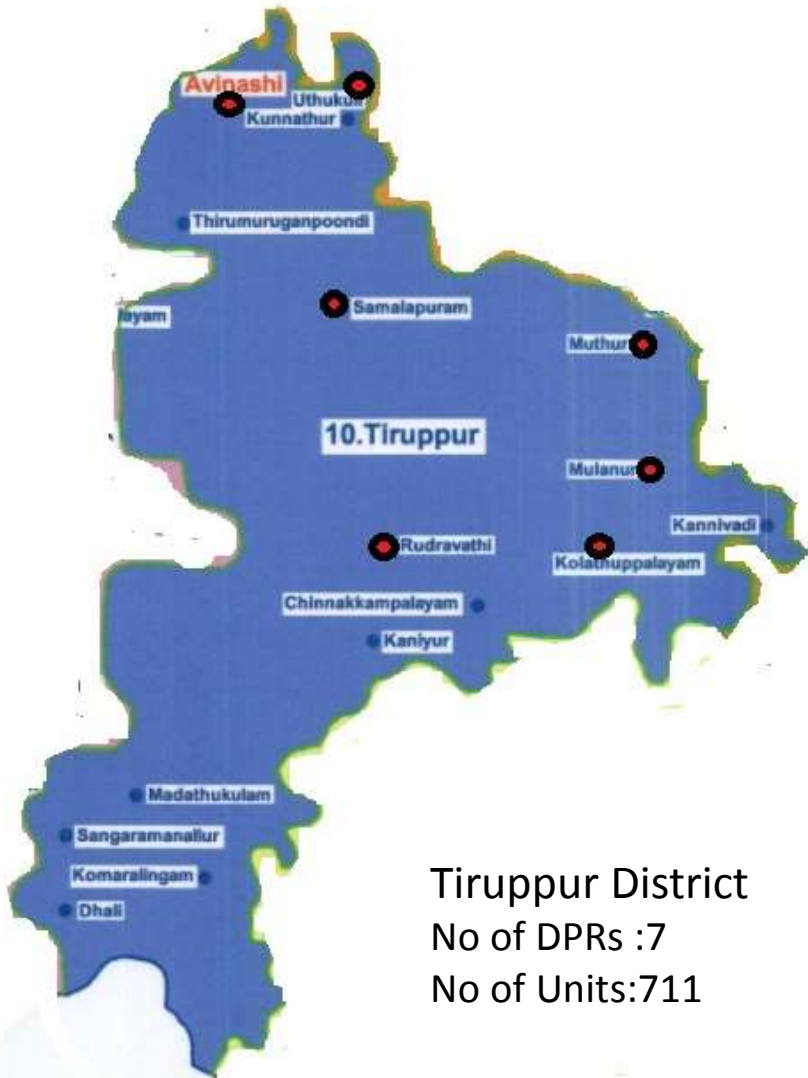 Avinashi
Kunnathur
Thirumuruganpoondi
Samalapuram
layam
Muthur
10.Tiruppur
Mulanur
Kannivadi
Rudravathi
Kolathuppalayam
Chinnakkampalayam
Kaniyur
Madathukulam
Sangaramanallur
Komaralingam
Dhali
Tiruppur District
No of DPRs :7
No of Units:711